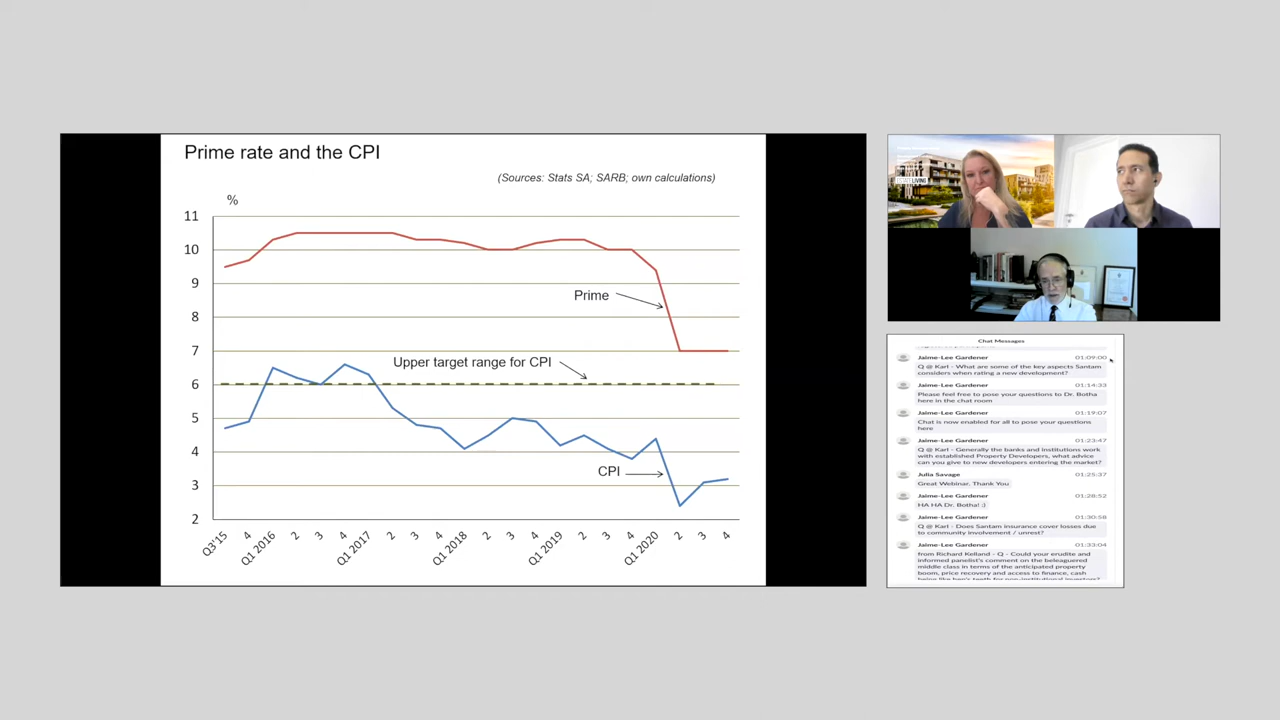 Prime rate and the CPI
(Sources: Stats SA; SARB; own calculations)
%
11
10
9
8
7
6
5
4
3
2
Prime
Upper target range for CPI
CPI
Q3'15
4
Q1 2016
2
3
4
Q1 2017
2
3
4
Q1 2018
2
3
4
Q1 2019
2
3
4
Q1 2020
2
3
4
LIVING
Chat Messages
Jaime-Lee Gardener 01:09:00
Q @ Karl - What are some of the key aspects Santam
considers when rating a new development?
Jaime-Lee Gardener 01:14:33
Please feel free to pose your questions to Dr. Botha
here in the chat room
Jaime-Lee Gardener 01:19:07
Chat is now enabled for all to pose your questions
here
Jaime-Lee Gardener 01:23:47
Q @ Karl - Generally the banks and institutions work
with established Property Developers, what advice
can you give to new developers entering the market?
Julia Savage 01:25:37
Great Webinar. Thank You
Jaime-Lee Gardener 01:28:52
HA HA Dr. Botha! :)
Jaime-Lee Gardener 01:30:58
Q @ Karl - Does Santam insurance cover losses due
to community involvement / unrest?
Jaime-Lee Gardener 01:33:04
from Richard Kelland - Q - Could your erudite and
informed panelist's comment on the beleaguered
middle class in terms of the anticipated property
boom, price recovery and access to finance, cash
being like hen's teeth for non-institutional investors?